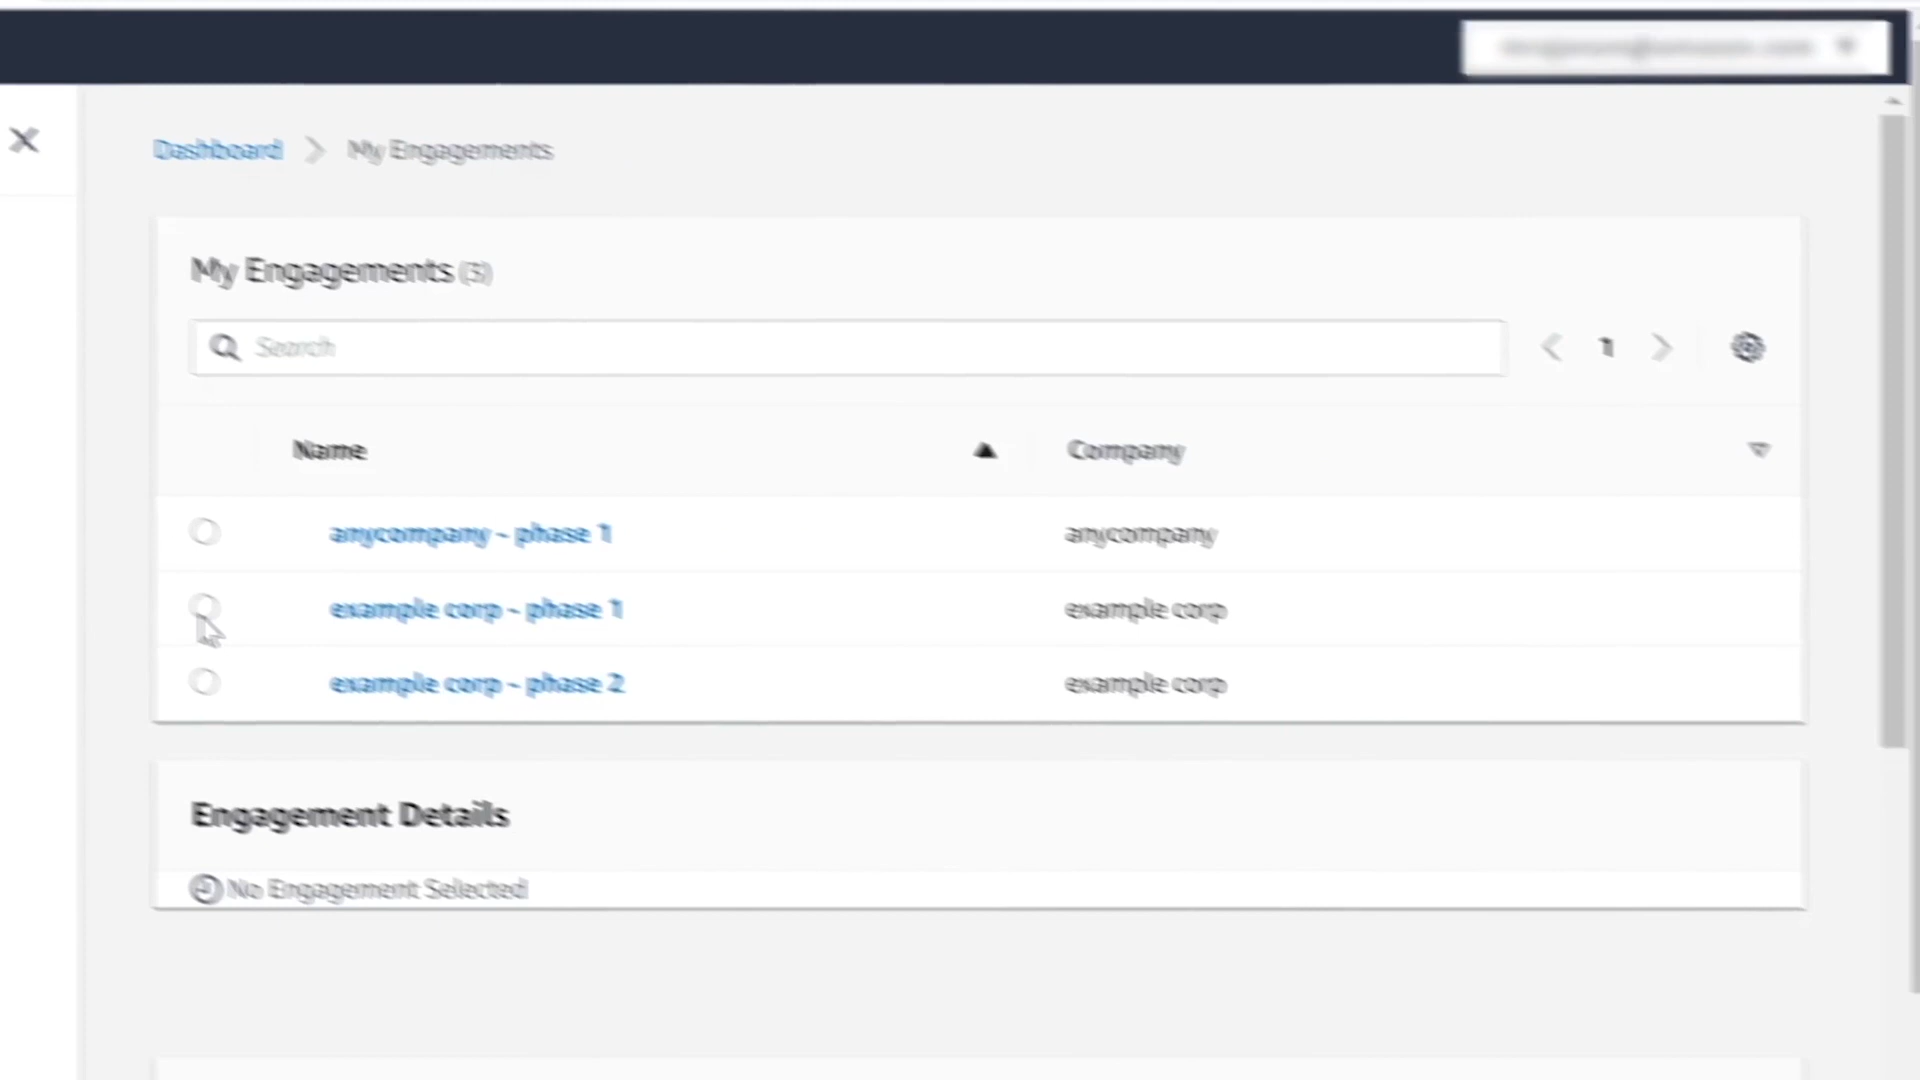 Dashboard > My Engagements
My Engagements (3)
Search
1
Name Company
anycompany - phase 1 anycompany
example corp - phase 1 example corp
example corp - phase 2 example corp
Engagement Details
No Engagement Selected